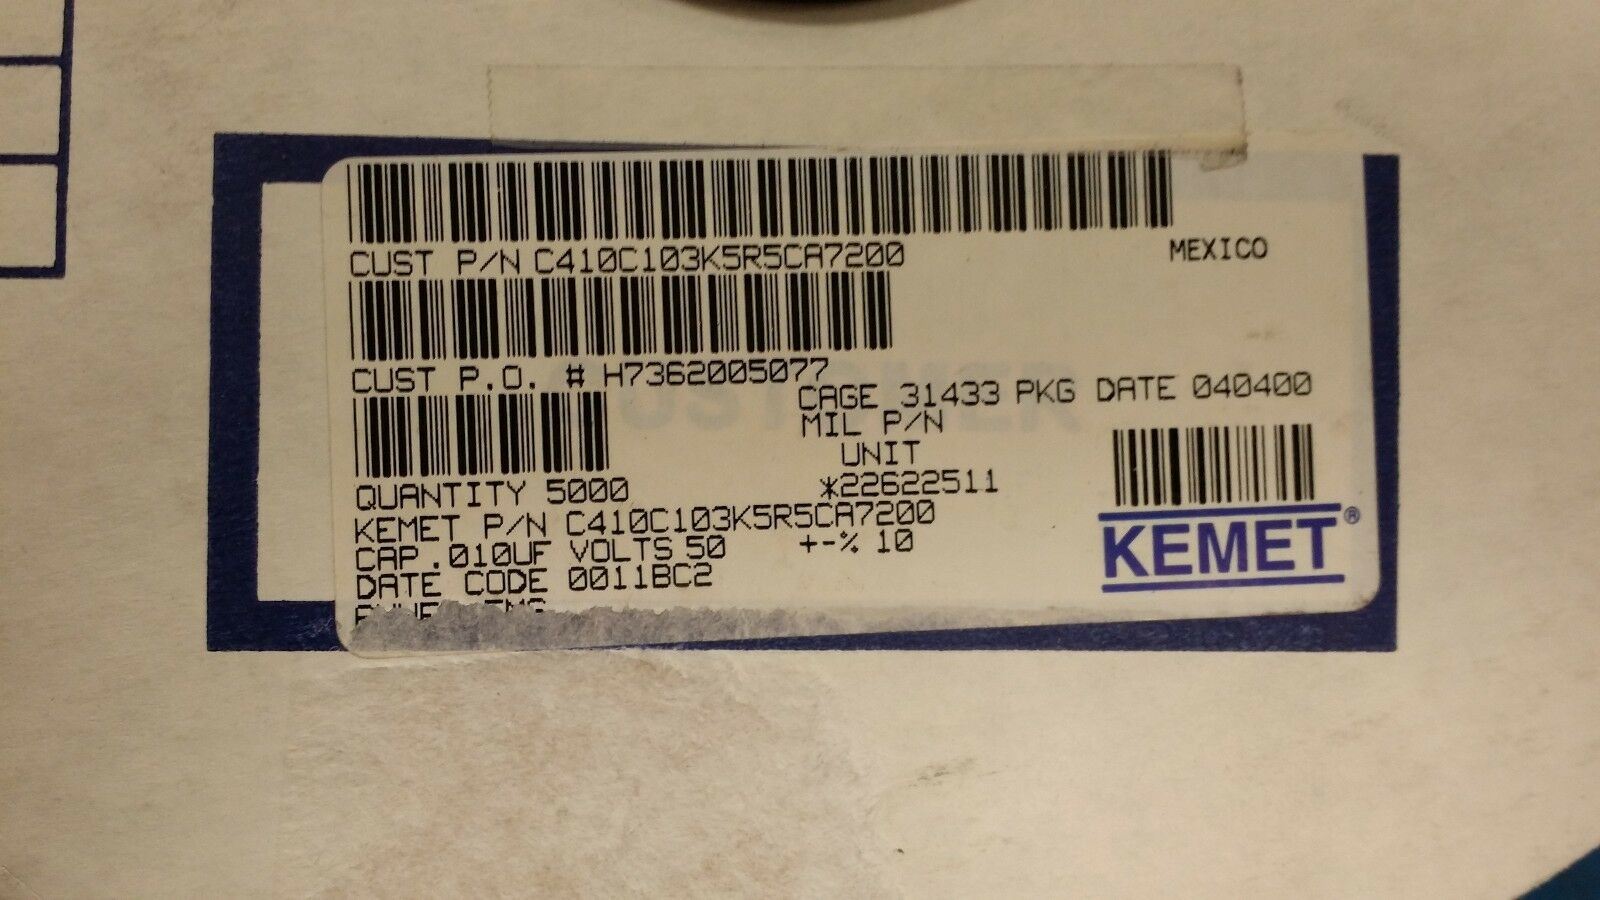 CUST P/N C410C103K5R5CA7200
MEXICO
CUST P.O. # H7362005077
CAGE 31433 PKG DATE 040400
MIL P/N
UNIT
QUANTITY 5000
*22622511
KEMET P/N C410C103K5R5CA7200
CAP .010UF VOLTS 50 +-% 10
DATE CODE 0011BC2
KEMET®